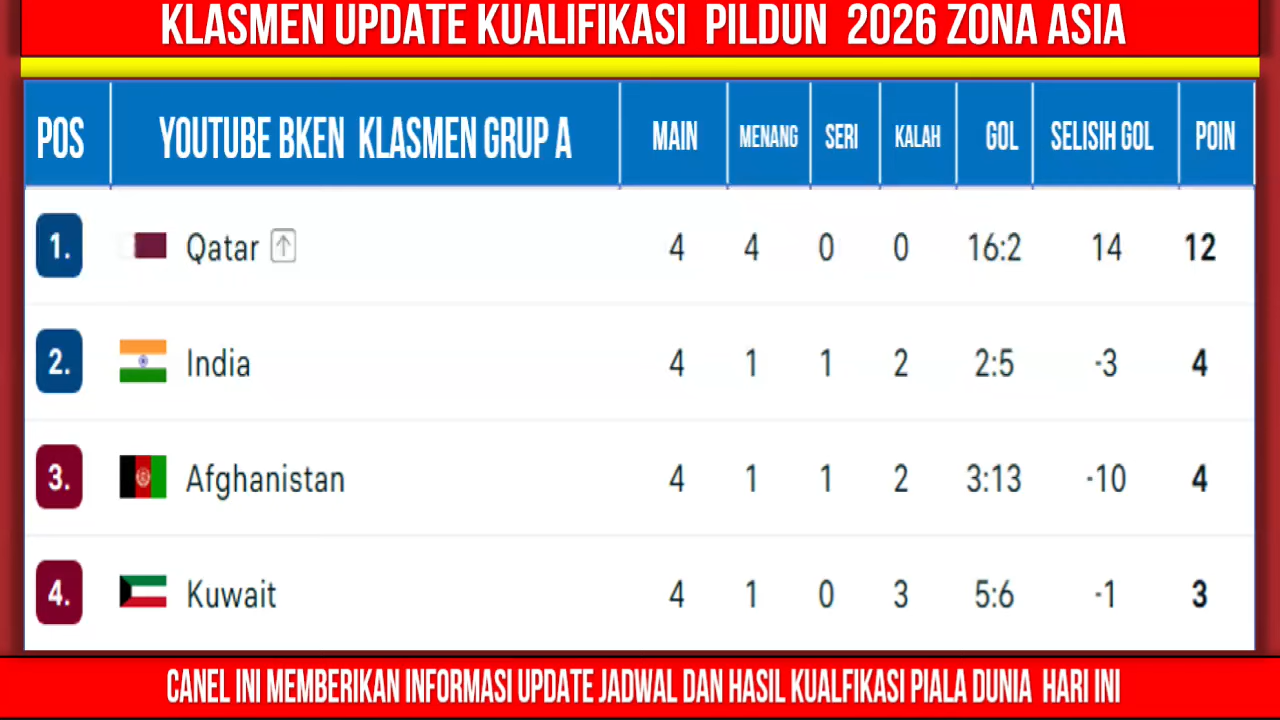 KLASMEN UPDATE KUALIFIKASI PILDUN 2026 ZONA ASIA
POS YOUTUBE BKEN KLASMEN GRUP A MAIN MENANG SERI KALAH GOL SELISIH GOL POIN
1. Qatar 4 4 0 0 16:2 14 12
2. India 4 1 1 2 2:5 -3 4
3. Afghanistan 4 1 1 2 3:13 -10 4
4. Kuwait 4 1 0 3 5:6 -1 3
CANEL INI MEMBERIKAN INFORMASI UPDATE JADWAL DAN HASIL KUALFIKASI PIALA DUNIA HARI INI